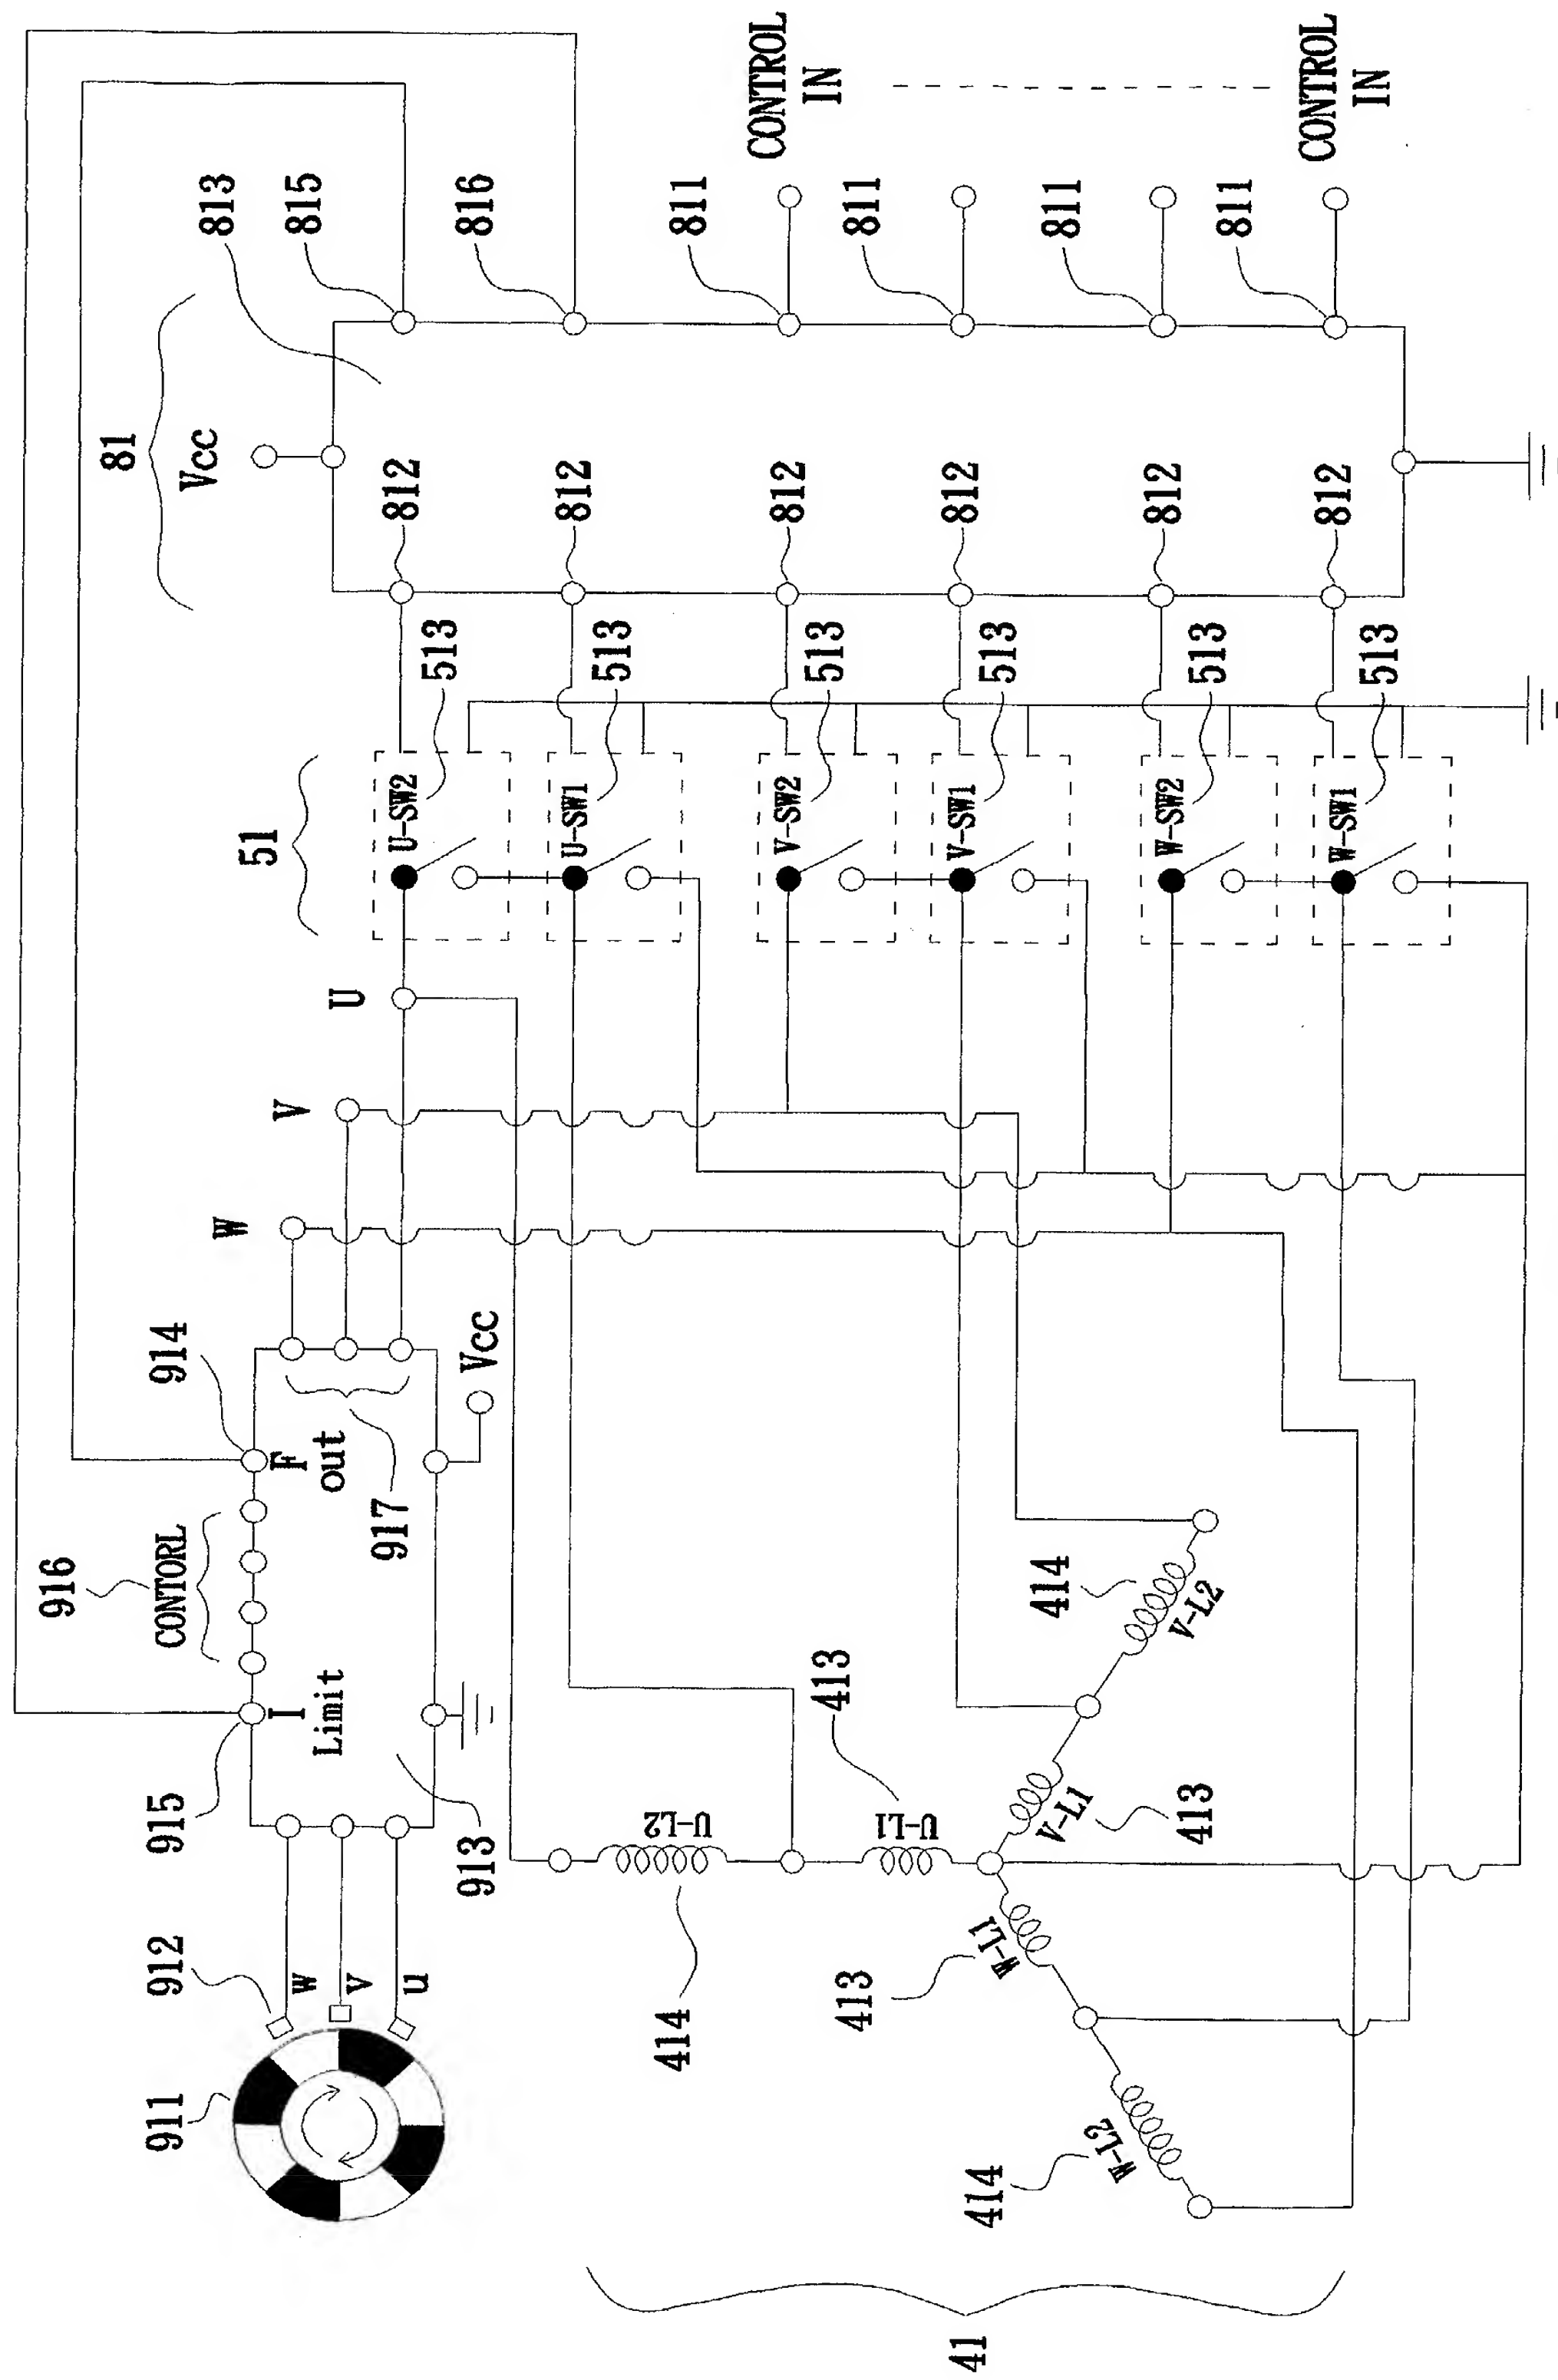 916
81
911
912
915
CONTORL
914
Vcc
813
W
51
w
I
Limit
F
out
V
815
v
U
917
U-SW2
812
u
513
913
Vcc
816
U-SW1
812
513
414
U-L2
811
CONTROL
IN
V-SW2
812
513
413
413
811
U-L1
V-SW1
812
41
414
W-L1
513
414
V-L1
811
W-L2
W-SW2
812
V-L2
413
513
811
CONTROL
IN
W-SW1
812
513